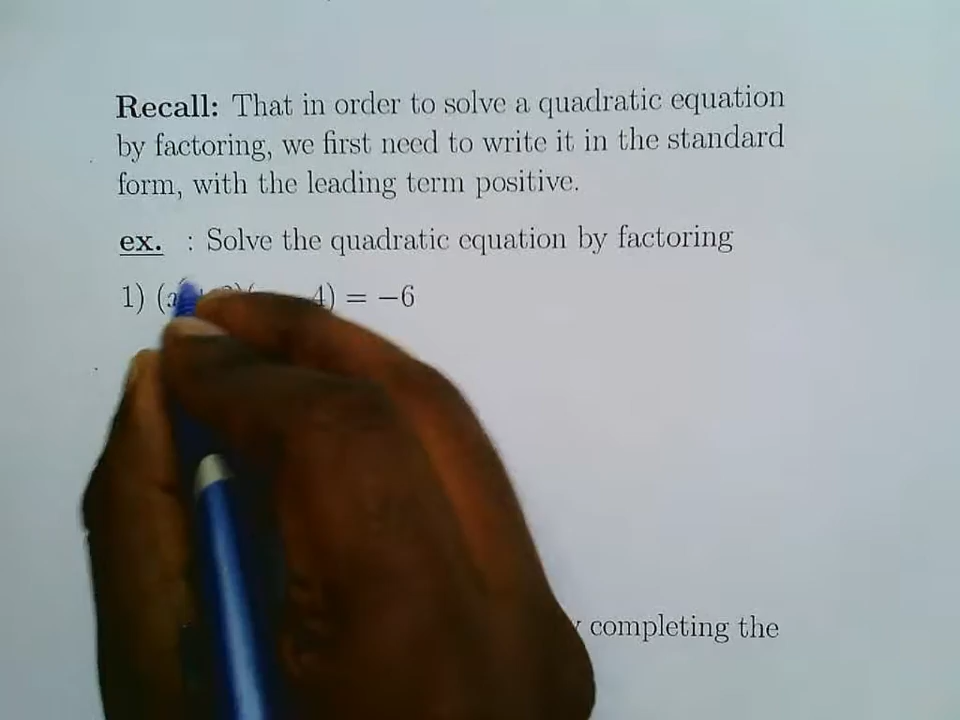 Recall: That in order to solve a quadratic equation
by factoring, we first need to write it in the standard
form, with the leading term positive.
ex. : Solve the quadratic equation by factoring
1) ( 4) = −6
completing the